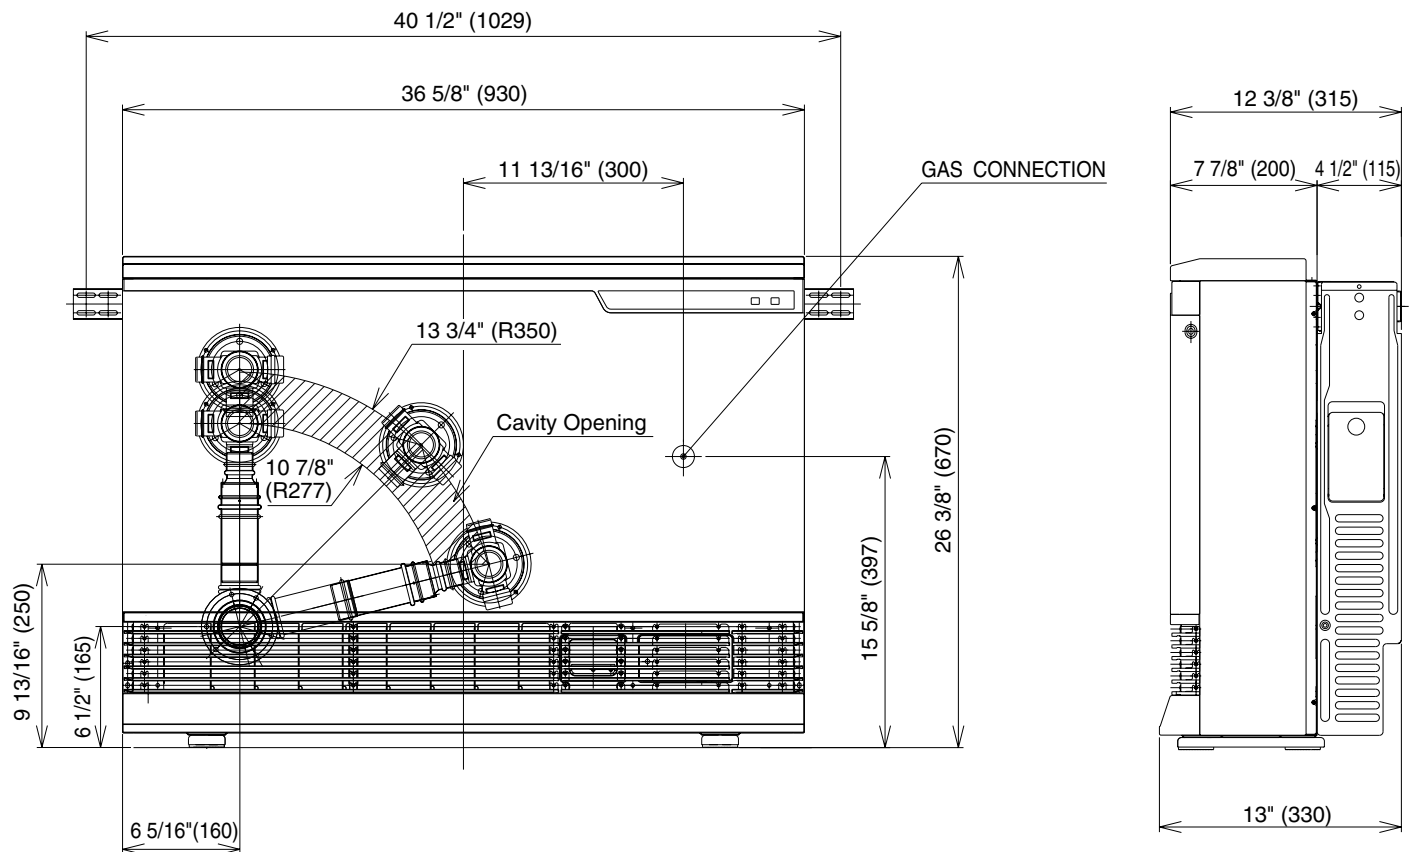 40 1/2" (1029)
36 5/8" (930)
12 3/8" (315)
11 13/16" (300)
GAS CONNECTION
7 7/8" (200)
4 1/2" (115)
13 3/4" (R350)
Cavity Opening
10 7/8"
(R277)
26 3/8" (670)
15 5/8" (397)
9 13/16" (250)
6 1/2" (165)
6 5/16"(160)
13" (330)